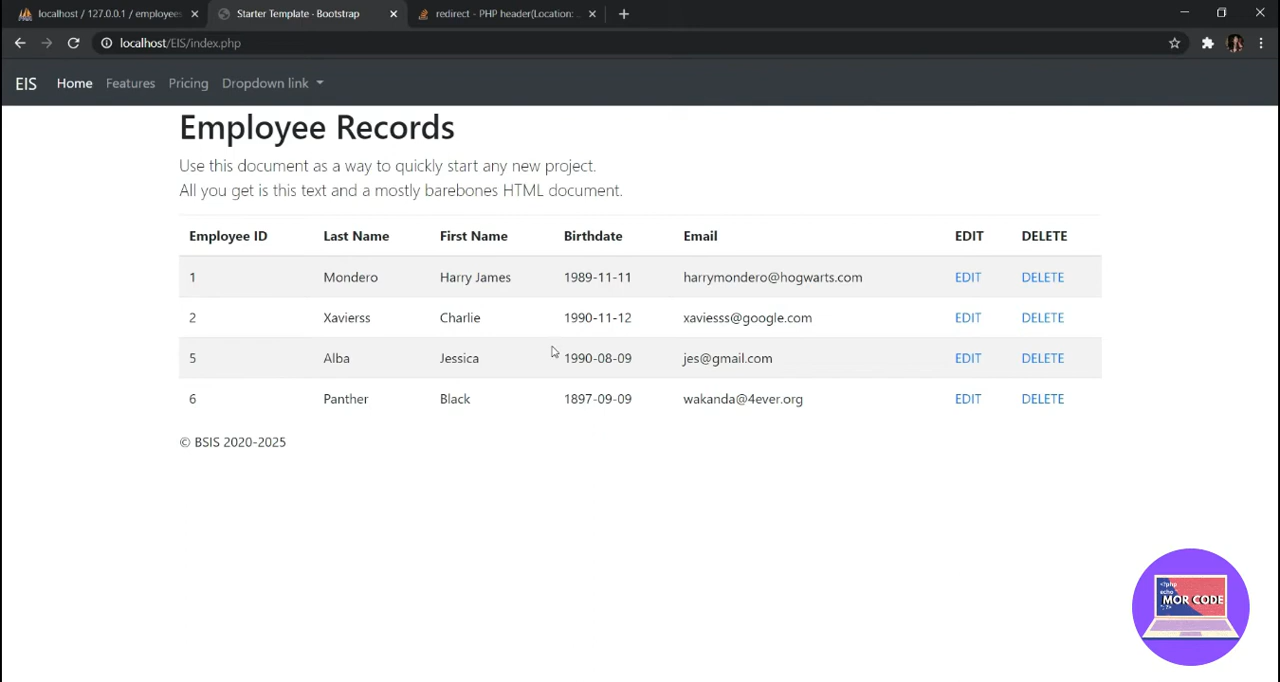 localhost / 127.0.0.1 / employees
Starter Template · Bootstrap
redirect - PHP header(Location: ..
localhost/EIS/index.php
EIS Home Features Pricing Dropdown link
Employee Records
Use this document as a way to quickly start any new project.
All you get is this text and a mostly barebones HTML document.
Employee ID Last Name First Name Birthdate Email EDIT DELETE
1 Mondero Harry James 1989-11-11 harrymondero@hogwarts.com EDIT DELETE
2 Xavierss Charlie 1990-11-12 xaviesss@google.com EDIT DELETE
5 Alba Jessica 1990-08-09 jes@gmail.com EDIT DELETE
6 Panther Black 1897-09-09 wakanda@4ever.org EDIT DELETE
© BSIS 2020-2025
<?php
echo
MOR CODE
"; ?>